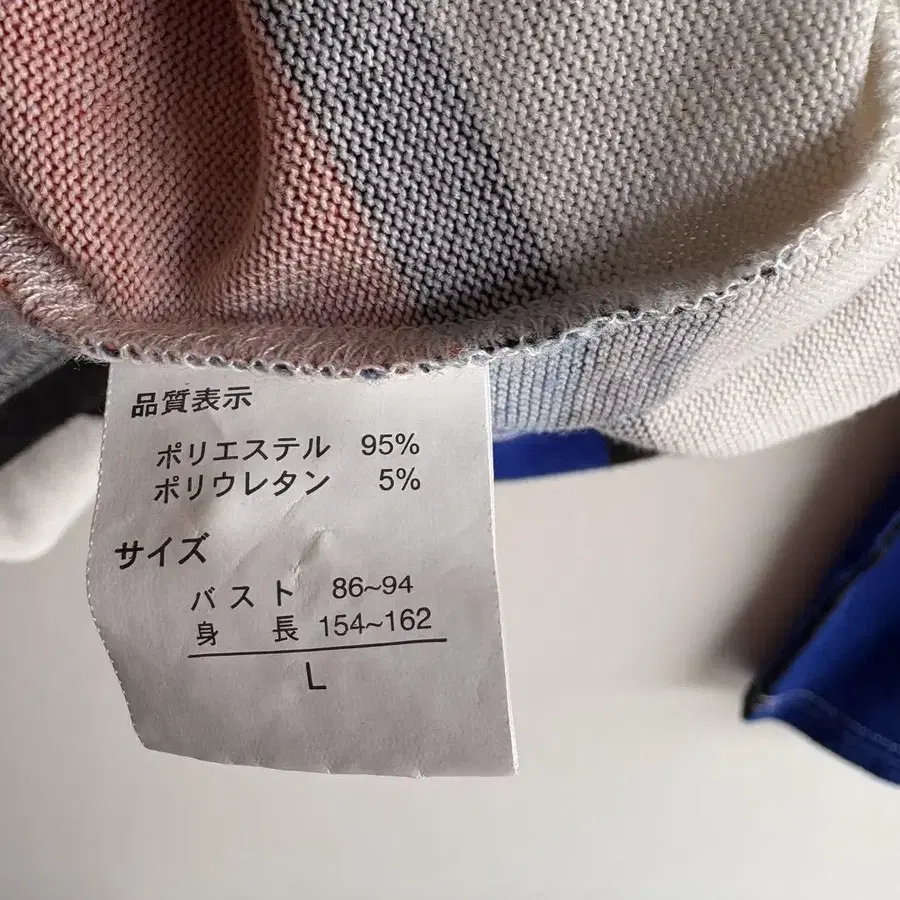 品質表示
ポリエステル 95%
ポリウレタン 5%
サイズ
バスト 86~94
身長 154~162
L